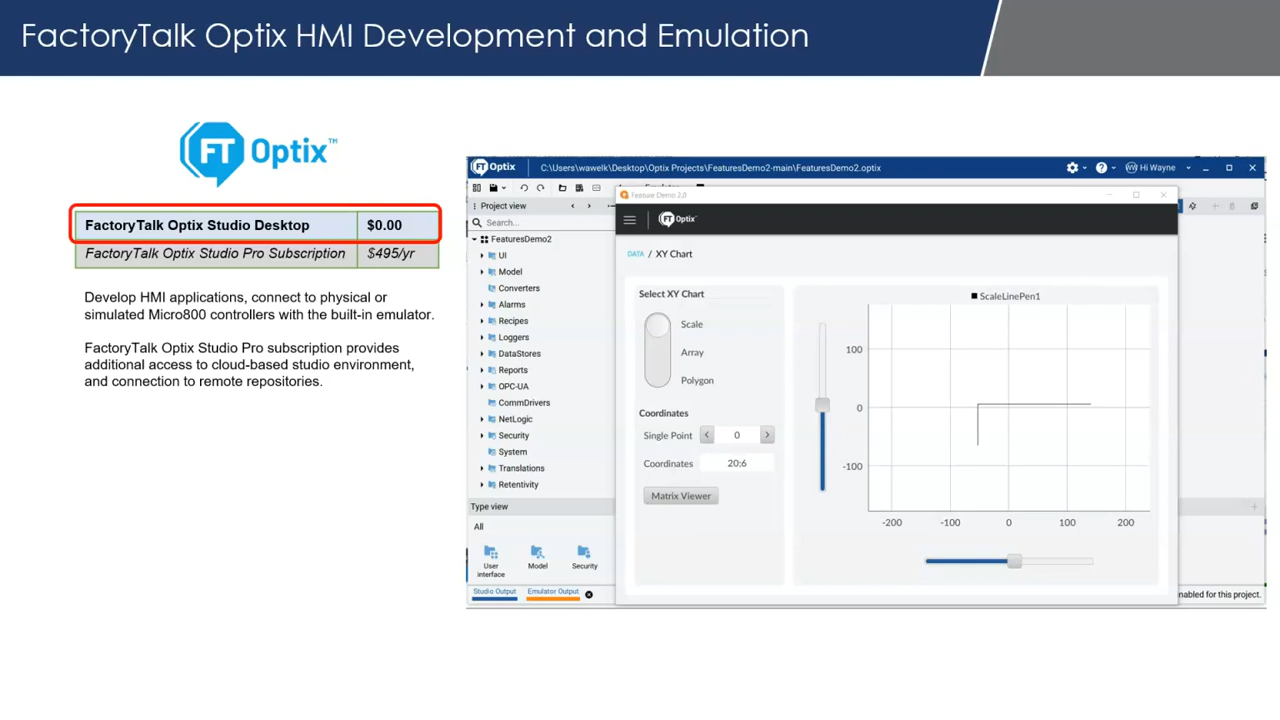 FactoryTalk Optix HMI Development and Emulation
FT Optix™
FactoryTalk Optix Studio Desktop $0.00
FactoryTalk Optix Studio Pro Subscription $495/yr
Develop HMI applications, connect to physical or
simulated Micro800 controllers with the built-in emulator.
FactoryTalk Optix Studio Pro subscription provides
additional access to cloud-based studio environment,
and connection to remote repositories.
FT Optix C:\Users\wawelk\Desktop\Optix Projects\FeaturesDemo2-main\FeaturesDemo2.optix Hi Wayne
Project view
Search...
FeaturesDemo2
UI
Model
Converters
Alarms
Recipes
Loggers
DataStores
Reports
OPC-UA
CommDrivers
NetLogic
Security
System
Translations
Retentivity
Type view
All
User
interface
Model
Security
Studio Output
Emulator Output
nabled for this project.
Feature Demo 2.0
FT Optix
DATA / XY Chart
Select XY Chart
Scale
Array
Polygon
Coordinates
Single Point < 0 >
Coordinates 20;6
Matrix Viewer
ScaleLinePen1
100
0
-100
-200 -100 0 100 200